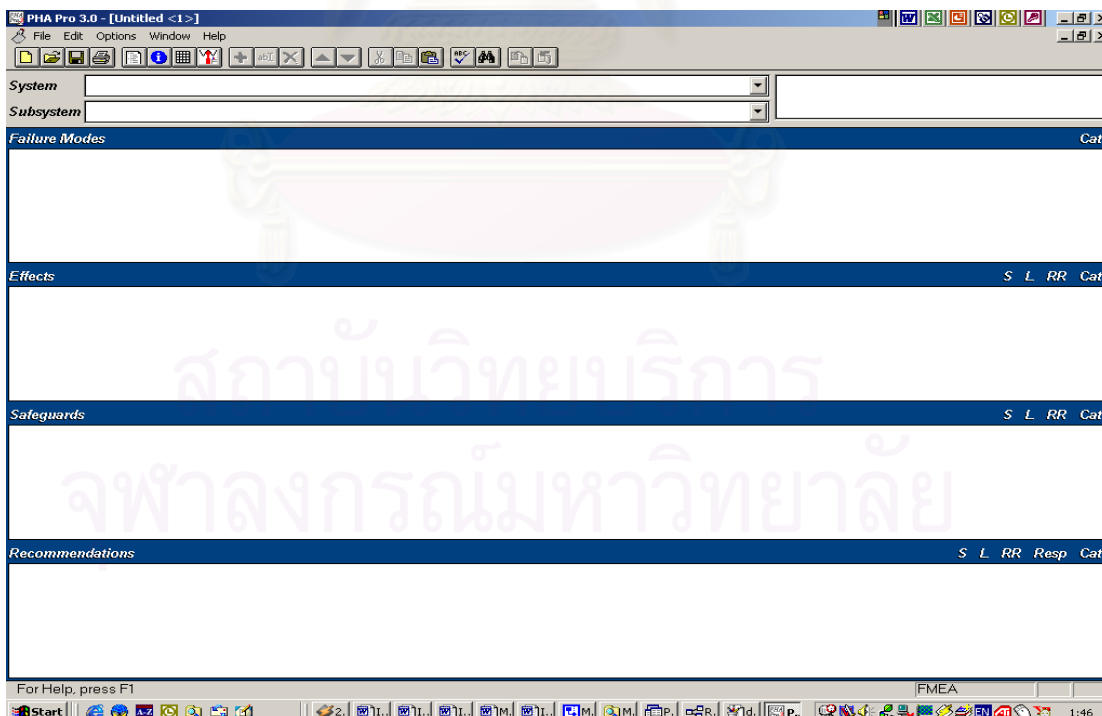 PHA Pro 3.0 - [Untitled <1>]
File Edit Options Window Help
System
Subsystem
Failure Modes Cat
Effects S L RR Cat
สถาบันวิทยบริการ
Safeguards S L RR Cat
จุฬาลงกรณ์มหาวิทยาลัย
Recommendations S L RR Resp Cat
For Help, press F1 FMEA
Start 1:46